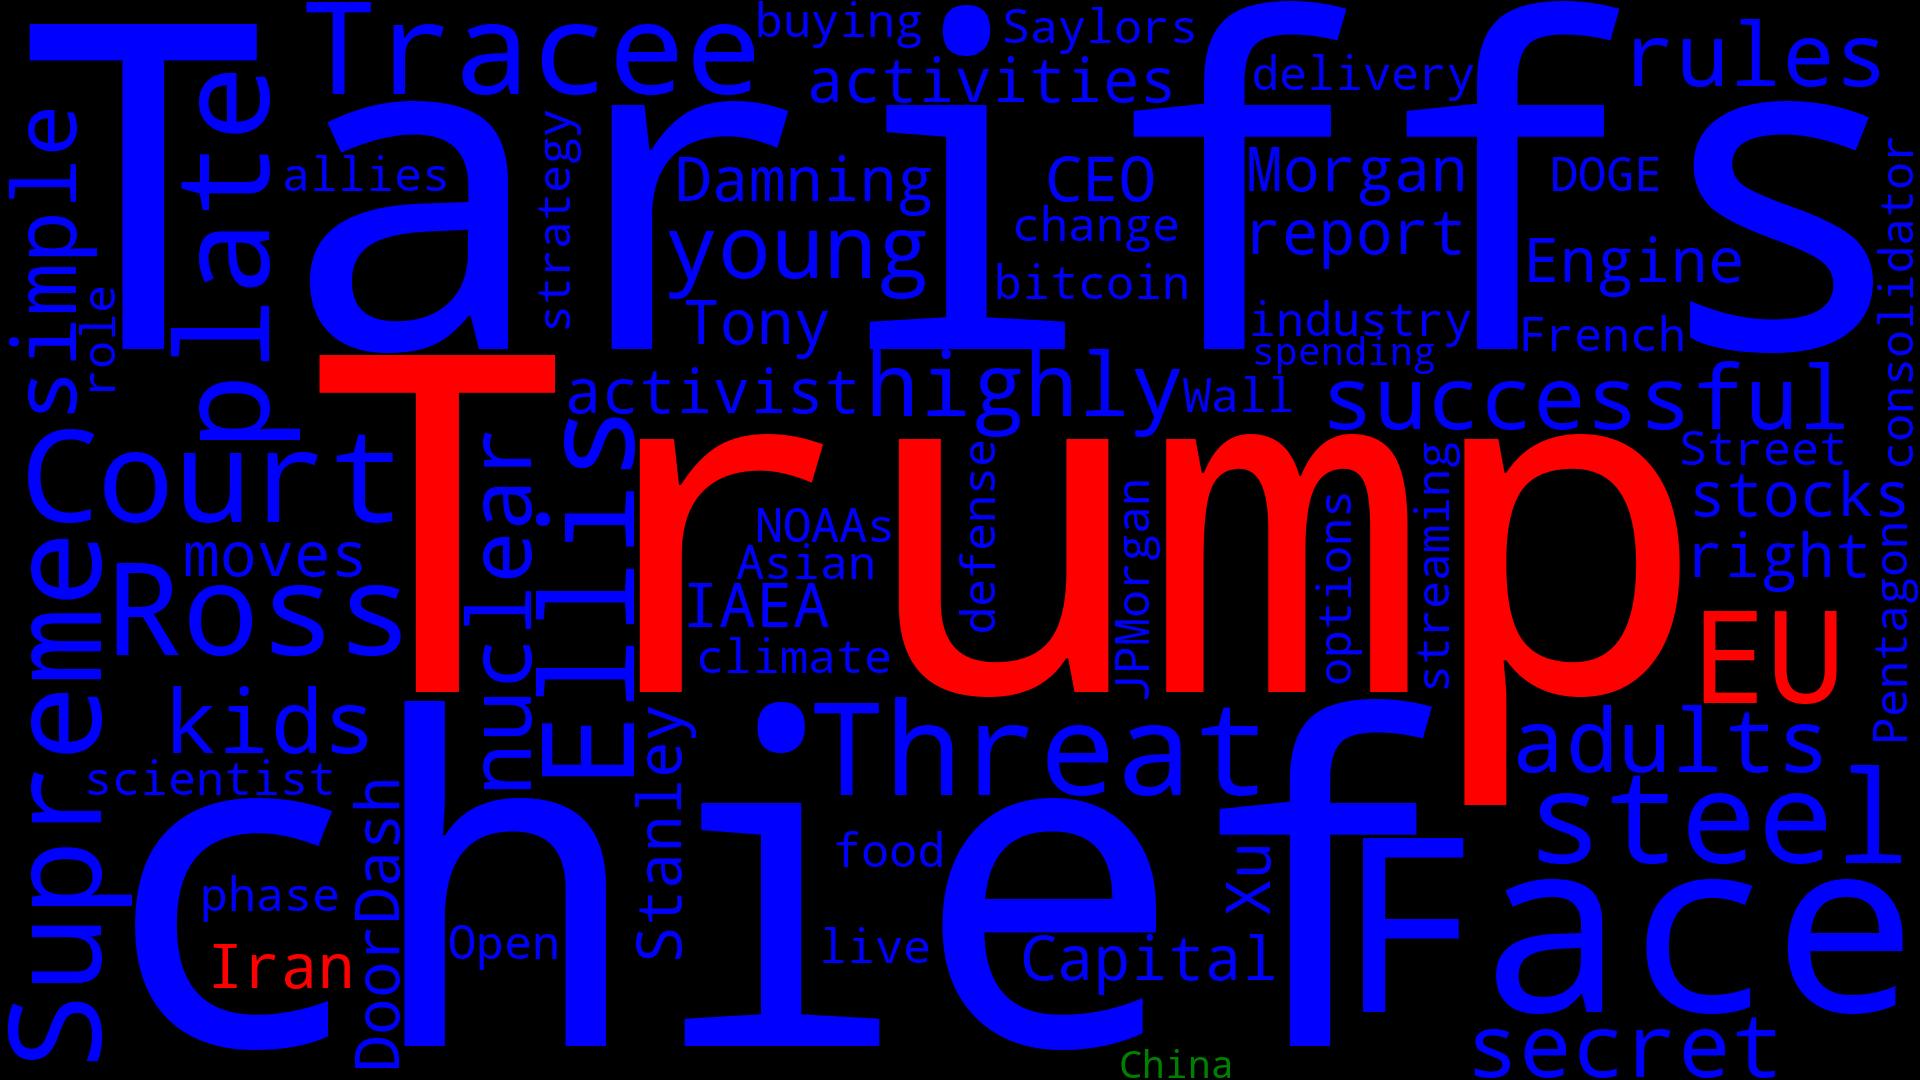 Tracee
buying
Saylors
activities
delivery
rules
Tariffs
simple
plate
allies
strategy
Damning
CEO
Morgan
DOGE
change
report
young
Engine
bitcoin
consolidator
role
Tony
industry
French
spending
Trump
activist
highly
Wall
successful
Court
Street
nuclear
Ellis
defense
stocks
NOAAs
JPMorgan
options
streaming
moves
Asian
right
Pentagon
Ross
IAEA
climate
EU
Supreme
kids
Threat
adults
scientist
chief
Stanley
steel
DoorDash
food
Xu
Face
phase
Open
live
Capital
Iran
secret
China